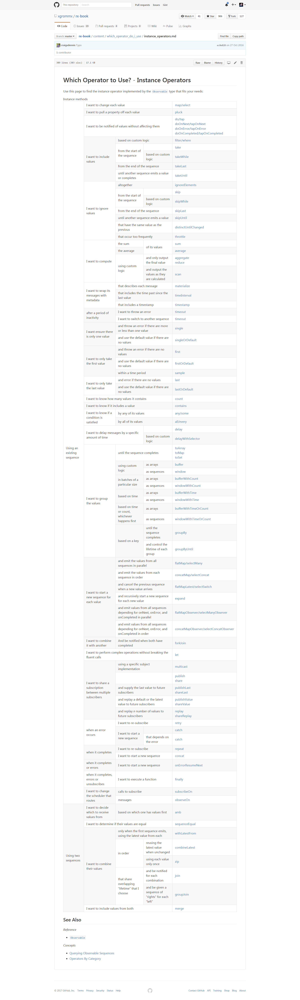 This repository Search Pull requests Issues Gist
xgrommx / rx-book
Watch 41 Star 906 Fork 127
Code Issues 19 Pull requests 4 Projects 0 Wiki Pulse Graphs
Branch: master rx-book / content / which_operator_do_i_use / instance_operators.md Find file Copy path
craigsdennis Typo ec0e828 on 27 Oct 2016
1 contributor
389 lines (383 sloc) 17.1 KB Raw Blame History
Which Operator to Use? - Instance Operators
Use this page to find the instance operator implemented by the Observable type that fits your needs:
Instance methods
Using an
existing
sequence
I want to change each value
map/select
I want to pull a property off each value
pluck
I want to be notified of values without affecting them
do/tap
doOnNext/tapOnNext
doOnError/tapOnError
doOnCompleted/tapOnCompleted
I want to include
values
based on custom logic
filter/where
from the start of
the sequence
take
based on custom
logic
takeWhile
from the end of the sequence
takeLast
until another sequence emits a value
or completes
takeUntil
I want to ignore
values
altogether
ignoreElements
from the start of
the sequence
skip
based on custom
logic
skipWhile
from the end of the sequence
skipLast
until another sequence emits a value
skipUntil
that have the same value as the
previous
distinctUntilChanged
that occur too frequently
throttle
I want to compute
the sum
of its values
sum
the average
average
using custom
logic
and only output
the final value
aggregate
reduce
and output the
values as they
are calculated
scan
I want to wrap its
messages with
metadata
that describes each message
materialize
that includes the time past since the
last value
timeInterval
that includes a timestamp
timestamp
after a period of
inactivity
I want to throw an error
timeout
I want to switch to another sequence
timeout
I want ensure there
is only one value
and throw an error if there are more
or less than one value
single
and use the default value if there are
no values
singleOrDefault
I want to only take
the first value
and throw an error if there are no
values
first
and use the default value if there are
no values
firstOrDefault
within a time period
sample
I want to only take
the last value
and error if there are no values
last
and use the default value if there are
no values
lastOrDefault
I want to know how many values it contains
count
I want to know if it includes a value
contains
I want to know if a
condition is
satisfied
by any of its values
any/some
by all of its values
all/every
I want to delay messages by a specific
amount of time
delay
based on custom
logic
delayWithSelector
I want to group
the values
until the sequence completes
toArray
toMap
toSet
using custom
logic
as arrays
buffer
as sequences
window
in batches of a
particular size
as arrays
bufferWithCount
as sequences
windowWithCount
based on time
as arrays
bufferWithTime
as sequences
windowWithTime
based on time
or count,
whichever
happens first
as arrays
bufferWithTimeOrCount
as sequences
windowWithTimeOrCount
based on a key
until the
sequence
completes
groupBy
and control the
lifetime of each
group
groupByUntil
I want to start a
new sequence for
each value
and emit the values from all
sequences in parallel
flatMap/selectMany
and emit the values from each
sequence in order
concatMap/selectConcat
and cancel the previous sequence
when a new value arrives
flatMapLatest/selectSwitch
and recursively start a new sequence
for each new value
expand
and emit values from all sequences
depending for onNext, onError, and
onCompleted in parallel
flatMapObserver/selectManyObserver
and emit values from all sequences
depending for onNext, onError, and
onCompleted in order
concatMapObserver/selectConcatObserver
I want to combine
it with another
And be notified when both have
completed
forkJoin
I want to perform complex operations without breaking the
fluent calls
let
I want to share a
subscription
between multiple
subscribers
using a specific subject
implementation
multicast
publish
share
and supply the last value to future
subscribers
publishLast
shareLast
and replay a default or the latest
value to future subscribers
publishValue
shareValue
and replay n number of values to
future subscribers
replay
shareReplay
when an error
occurs
I want to re-subscribe
retry
I want to start a
new sequence
catch
that depends on
the error
catch
when it completes
I want to re-subscribe
repeat
I want to start a new sequence
concat
when it completes
or errors
I want to start a new sequence
onErrorResumeNext
when it completes,
errors or
unsubscribes
I want to execute a function
finally
I want to change
the scheduler that
routes
calls to subscribe
subscribeOn
messages
observeOn
Using two
sequences
I want to decide
which to receive
values from
based on which one has values first
amb
I want to determine if their values are equal
sequenceEqual
I want to combine
their values
only when the first sequence emits,
using the latest value from each
withLatestFrom
in order
reusing the
latest value
when unchanged
combineLatest
using each value
only once
zip
that share
overlapping
"lifetime" that I
choose
and be notified
for each
combination
join
and be given a
sequence of
"rights" for each
"left"
groupJoin
I want to include values from both
merge
See Also
Reference
Observable
Concepts
Querying Observable Sequences
Operators By Category
© 2017 GitHub, Inc. Terms Privacy Security Status Help Contact GitHub API Training Shop Blog About